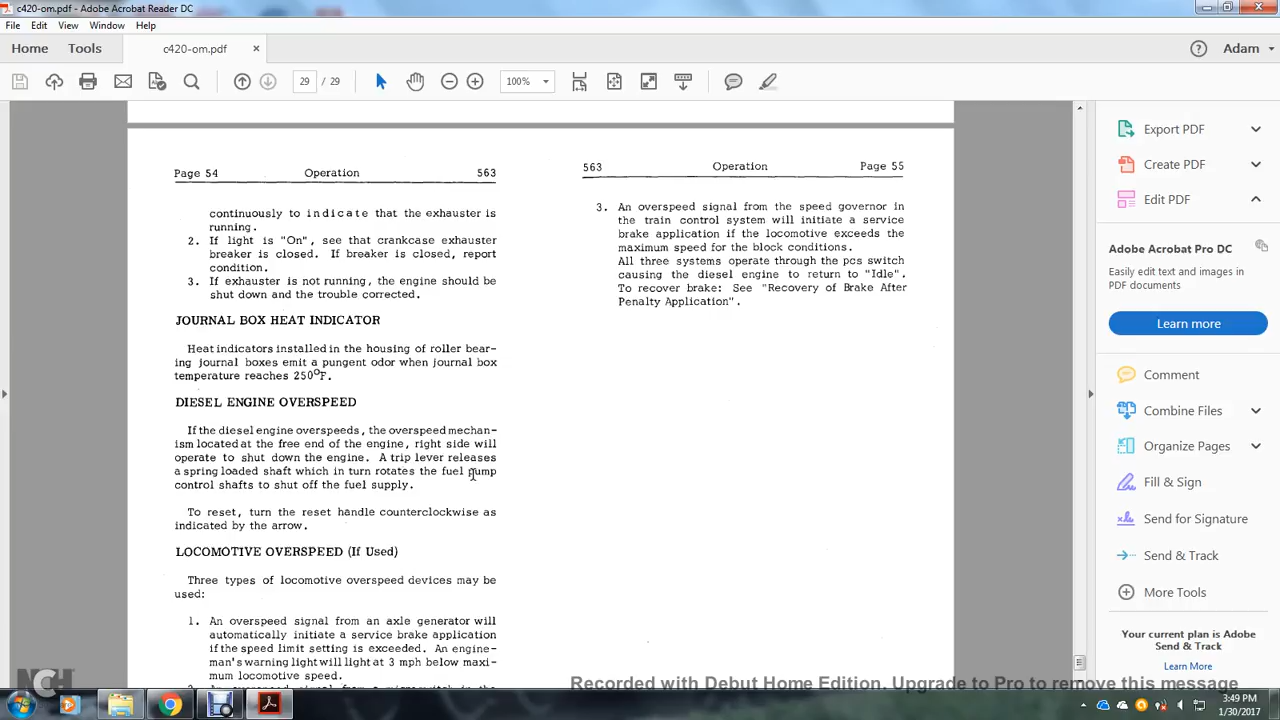 c420-om.pdf - Adobe Acrobat Reader DC
File Edit View Window Help
Home Tools c420-om.pdf × Adam
29 / 29 100%
Page 54 Operation 563
continuously to indicate that the exhauster is
running.
2. If light is "On", see that crankcase exhauster
breaker is closed. If breaker is closed, report
condition.
3. If exhauster is not running, the engine should be
shut down and the trouble corrected.
JOURNAL BOX HEAT INDICATOR
Heat indicators installed in the housing of roller bear-
ing journal boxes emit a pungent odor when journal box
temperature reaches 250°F.
DIESEL ENGINE OVERSPEED
If the diesel engine overspeeds, the overspeed mechan-
ism located at the free end of the engine, right side will
operate to shut down the engine. A trip lever releases
a spring loaded shaft which in turn rotates the fuel pump
control shafts to shut off the fuel supply.
To reset, turn the reset handle counterclockwise as
indicated by the arrow.
LOCOMOTIVE OVERSPEED (If Used)
Three types of locomotive overspeed devices may be
used:
1. An overspeed signal from an axle generator will
automatically initiate a service brake application
if the speed limit setting is exceeded. An engine-
man's warning light will light at 3 mph below maxi-
mum locomotive speed.
563 Operation Page 55
3. An overspeed signal from the speed governor in
the train control system will initiate a service
brake application if the locomotive exceeds the
maximum speed for the block conditions.
All three systems operate through the pcs switch
causing the diesel engine to return to "Idle".
To recover brake: See "Recovery of Brake After
Penalty Application".
Export PDF
Create PDF
Edit PDF
Adobe Acrobat Pro DC
Easily edit text and images in
PDF documents
Learn more
Comment
Combine Files
Organize Pages
Fill & Sign
Send for Signature
Send & Track
More Tools
Your current plan is Adobe
Send & Track
Learn More
NCH
Recorded with Debut Home Edition. Upgrade to Pro to remove this message
3:49 PM
1/30/2017